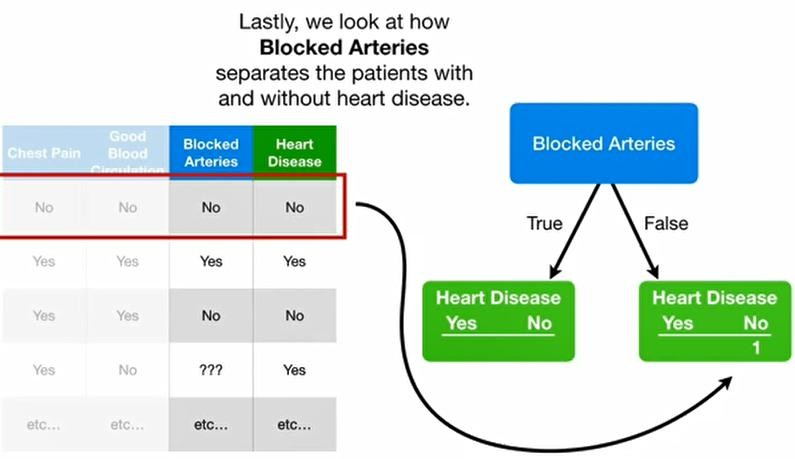 Lastly, we look at how
Blocked Arteries
separates the patients with
and without heart disease.
Chest Pain Good Blood Circulation Blocked Arteries Heart Disease
No No No No
Yes Yes Yes Yes
Yes Yes No No
Yes No ??? Yes
etc... etc... etc... etc...
Blocked Arteries
True False
Heart Disease
Yes No
Heart Disease
Yes No
1